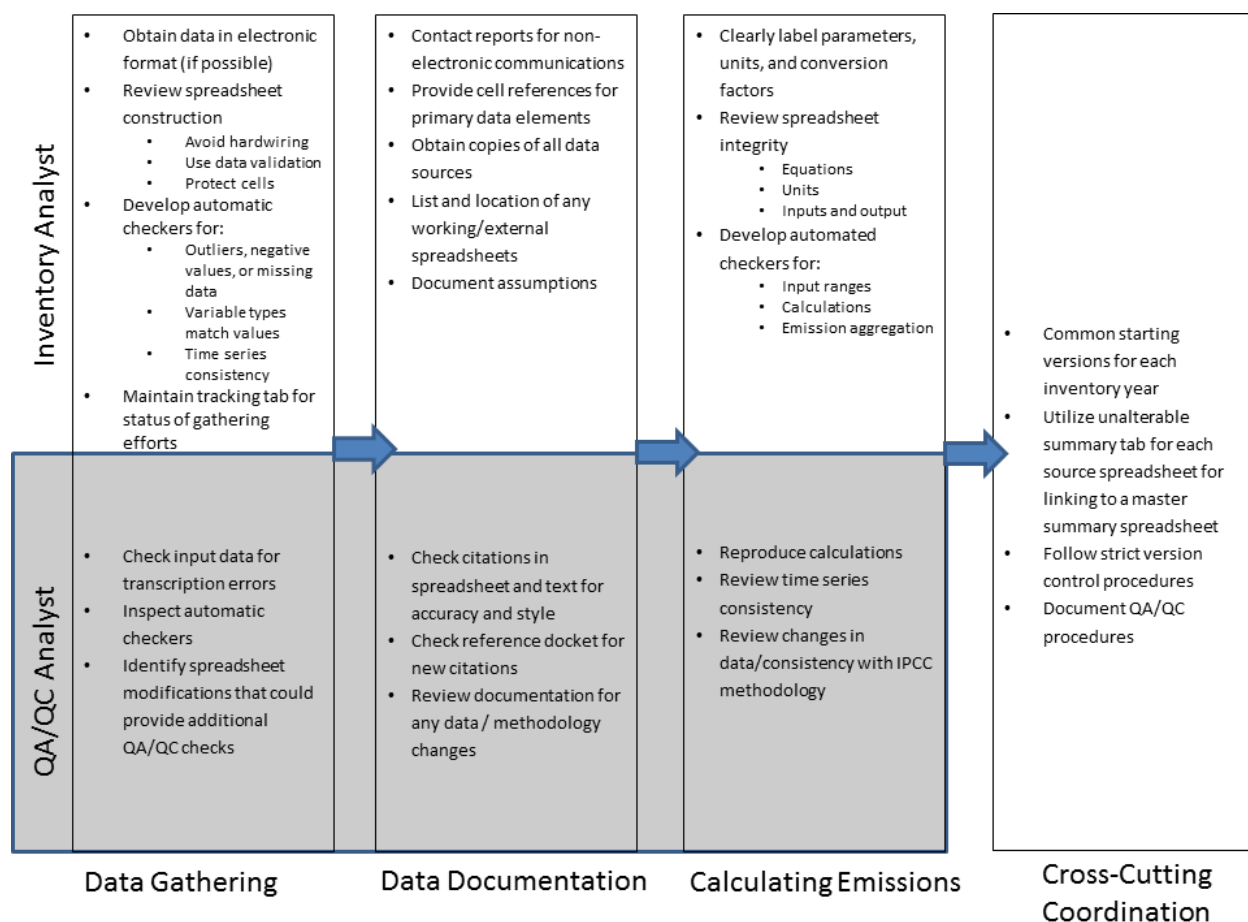 Inventory Analyst
• Obtain data in electronic
format (if possible)
• Review spreadsheet
construction
• Avoid hardwiring
• Use data validation
• Protect cells
• Develop automatic
checkers for:
• Outliers, negative
values, or missing
data
• Variable types
match values
• Time series
consistency
• Maintain tracking tab for
status of gathering
efforts
• Contact reports for non-
electronic communications
• Provide cell references for
primary data elements
• Obtain copies of all data
sources
• List and location of any
working/external
spreadsheets
• Document assumptions
• Clearly label parameters,
units, and conversion
factors
• Review spreadsheet
integrity
• Equations
• Units
• Inputs and output
• Develop automated
checkers for:
• Input ranges
• Calculations
• Emission aggregation
QA/QC Analyst
• Check input data for
transcription errors
• Inspect automatic
checkers
• Identify spreadsheet
modifications that could
provide additional
QA/QC checks
• Check citations in
spreadsheet and text for
accuracy and style
• Check reference docket for
new citations
• Review documentation for
any data / methodology
changes
• Reproduce calculations
• Review time series
consistency
• Review changes in
data/consistency with IPCC
methodology
• Common starting
versions for each
inventory year
• Utilize unalterable
summary tab for each
source spreadsheet for
linking to a master
summary spreadsheet
• Follow strict version
control procedures
• Document QA/QC
procedures
Data Gathering
Data Documentation
Calculating Emissions
Cross-Cutting
Coordination